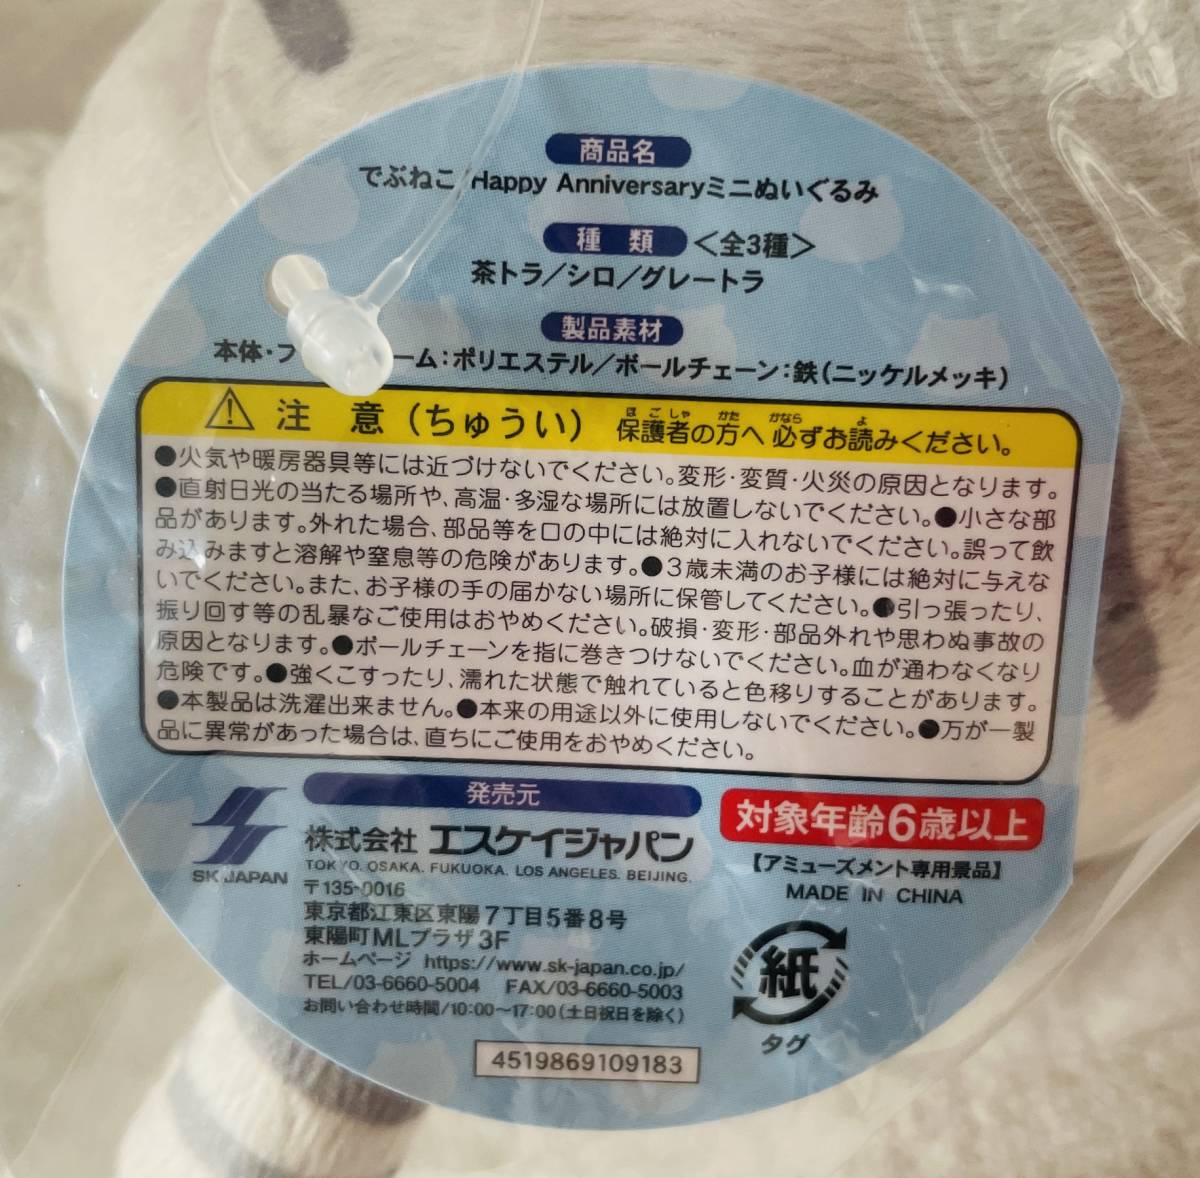 商品名
でぶねこ Happy Anniversaryミニぬいぐるみ
種類 <全3種>
茶トラ/シロ/グレートラ
製品素材
本体・フ ーム:ポリエステル/ボールチェーン:鉄(ニッケルメッキ)
注意(ちゅうい) 保護者の方へ 必ずお読みください。
ほごしゃ かた かなら よ
●火気や暖房器具等には近づけないでください。変形・変質・火災の原因となります。
●直射日光の当たる場所や、高温・多湿な場所には放置しないでください。●小さな部
品があります。外れた場合、部品等を口の中には絶対に入れないでください。誤って飲
み込みますと溶解や窒息等の危険があります。●3歳未満のお子様には絶対に与えな
いでください。また、お子様の手の届かない場所に保管してください。●引っ張ったり、
振り回す等の乱暴なご使用はおやめください。破損・変形・部品外れや思わぬ事故の
原因となります。●ボールチェーンを指に巻きつけないでください。血が通わなくなり
危険です。●強くこすったり、濡れた状態で触れていると色移りすることがあります。
●本製品は洗濯出来ません。●本来の用途以外に使用しないでください。●万が一製
品に異常があった場合は、直ちにご使用をおやめください。
発売元
SK JAPAN
株式会社 エスケイジャパン
TOKYO. OSAKA. FUKUOKA. LOS ANGELES. BEIJING.
〒135-0016
東京都江東区東陽7丁目5番8号
東陽町MLプラザ3F
ホームページ https://www.sk-japan.co.jp/
TEL/03-6660-5004 FAX/03-6660-5003
お問い合わせ時間/10:00~17:00(土日祝日を除く)
対象年齢6歳以上
【アミューズメント専用景品】
MADE IN CHINA
紙
タグ
4519869109183